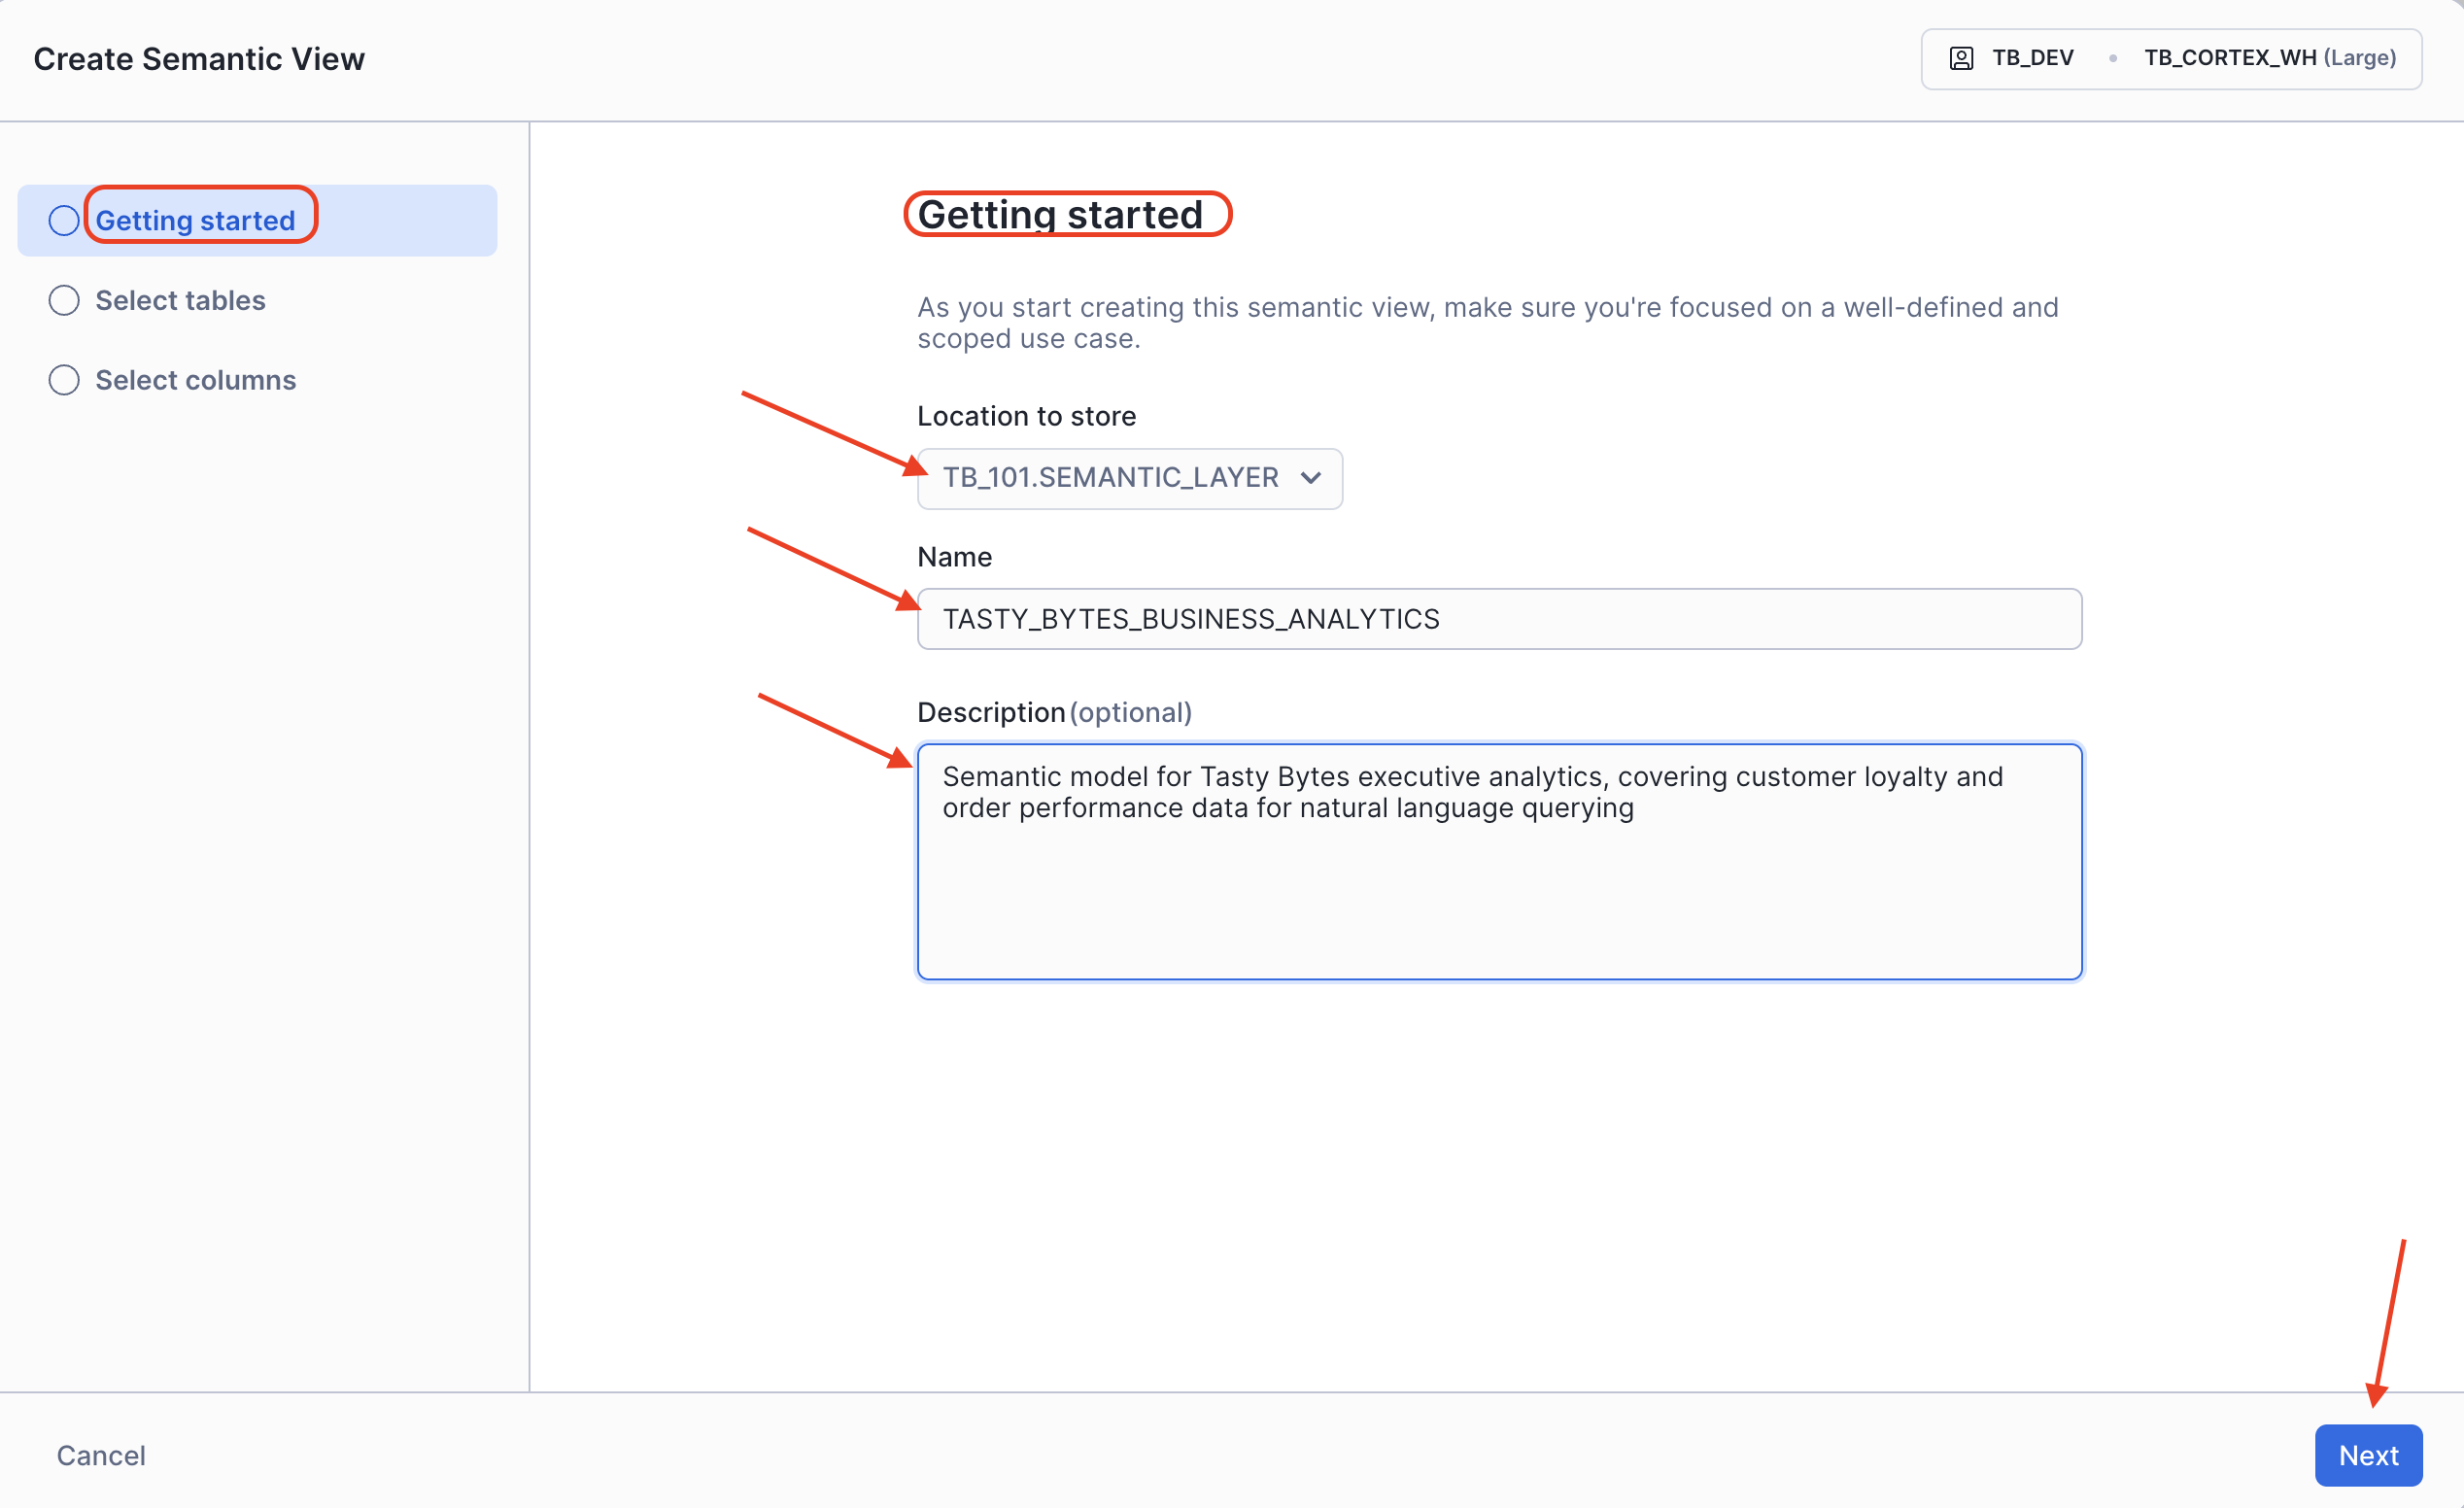 Create Semantic View
TB_DEV • TB_CORTEX_WH (Large)
Getting started
Select tables
Select columns
Getting started
As you start creating this semantic view, make sure you're focused on a well-defined and
scoped use case.
Location to store
TB_101.SEMANTIC_LAYER
Name
TASTY_BYTES_BUSINESS_ANALYTICS
Description (optional)
Semantic model for Tasty Bytes executive analytics, covering customer loyalty and
order performance data for natural language querying
Cancel
Next